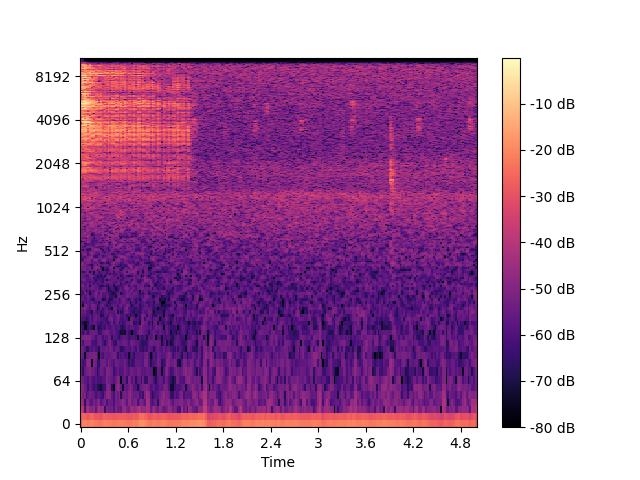 8192
4096
2048
1024
512
256
128
64
0
Hz
0 0.6 1.2 1.8 2.4 3 3.6 4.2 4.8
Time
-10 dB
-20 dB
-30 dB
-40 dB
-50 dB
-60 dB
-70 dB
-80 dB